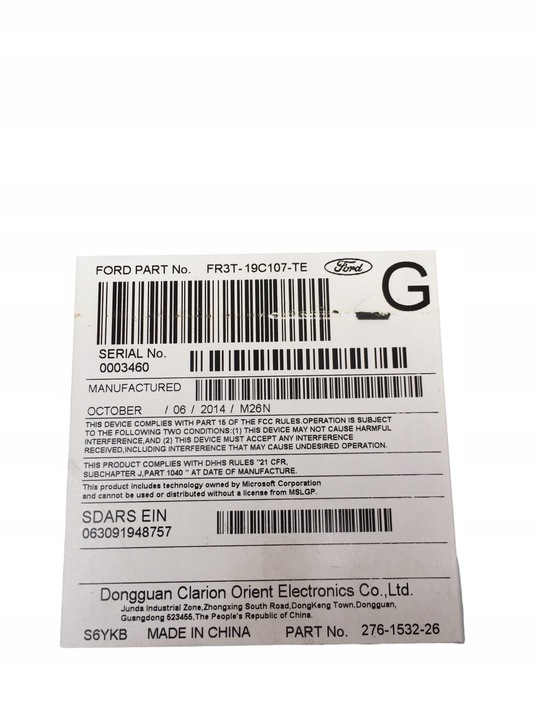 FORD PART No. FR3T-19C107-TE Ford
G
SERIAL No.
0003460
MANUFACTURED
OCTOBER / 06 / 2014 / M26N
THIS DEVICE COMPLIES WITH PART 15 OF THE FCC RULES.OPERATION IS SUBJECT
TO THE FOLLOWING TWO CONDITIONS:(1) THIS DEVICE MAY NOT CAUSE HARMFUL
INTERFERENCE,AND (2) THIS DEVICE MUST ACCEPT ANY INTERFERENCE
RECEIVED,INCLUDING INTERFERENCE THAT MAY CAUSE UNDESIRED OPERATION.
THIS PRODUCT COMPLIES WITH DHHS RULES "21 CFR,
SUBCHAPTER J,PART 1040 " AT DATE OF MANUFACTURE.
This product includes technology owned by Microsoft Corporation
and cannot be used or distributed without a license from MSLGP.
SDARS EIN
063091948757
Dongguan Clarion Orient Electronics Co.,Ltd.
Junda Industrial Zone,Zhongxing South Road,DongKeng Town,Dongguan,
Guangdong 523455,The People's Republic of China.
S6YKB MADE IN CHINA PART No. 276-1532-26